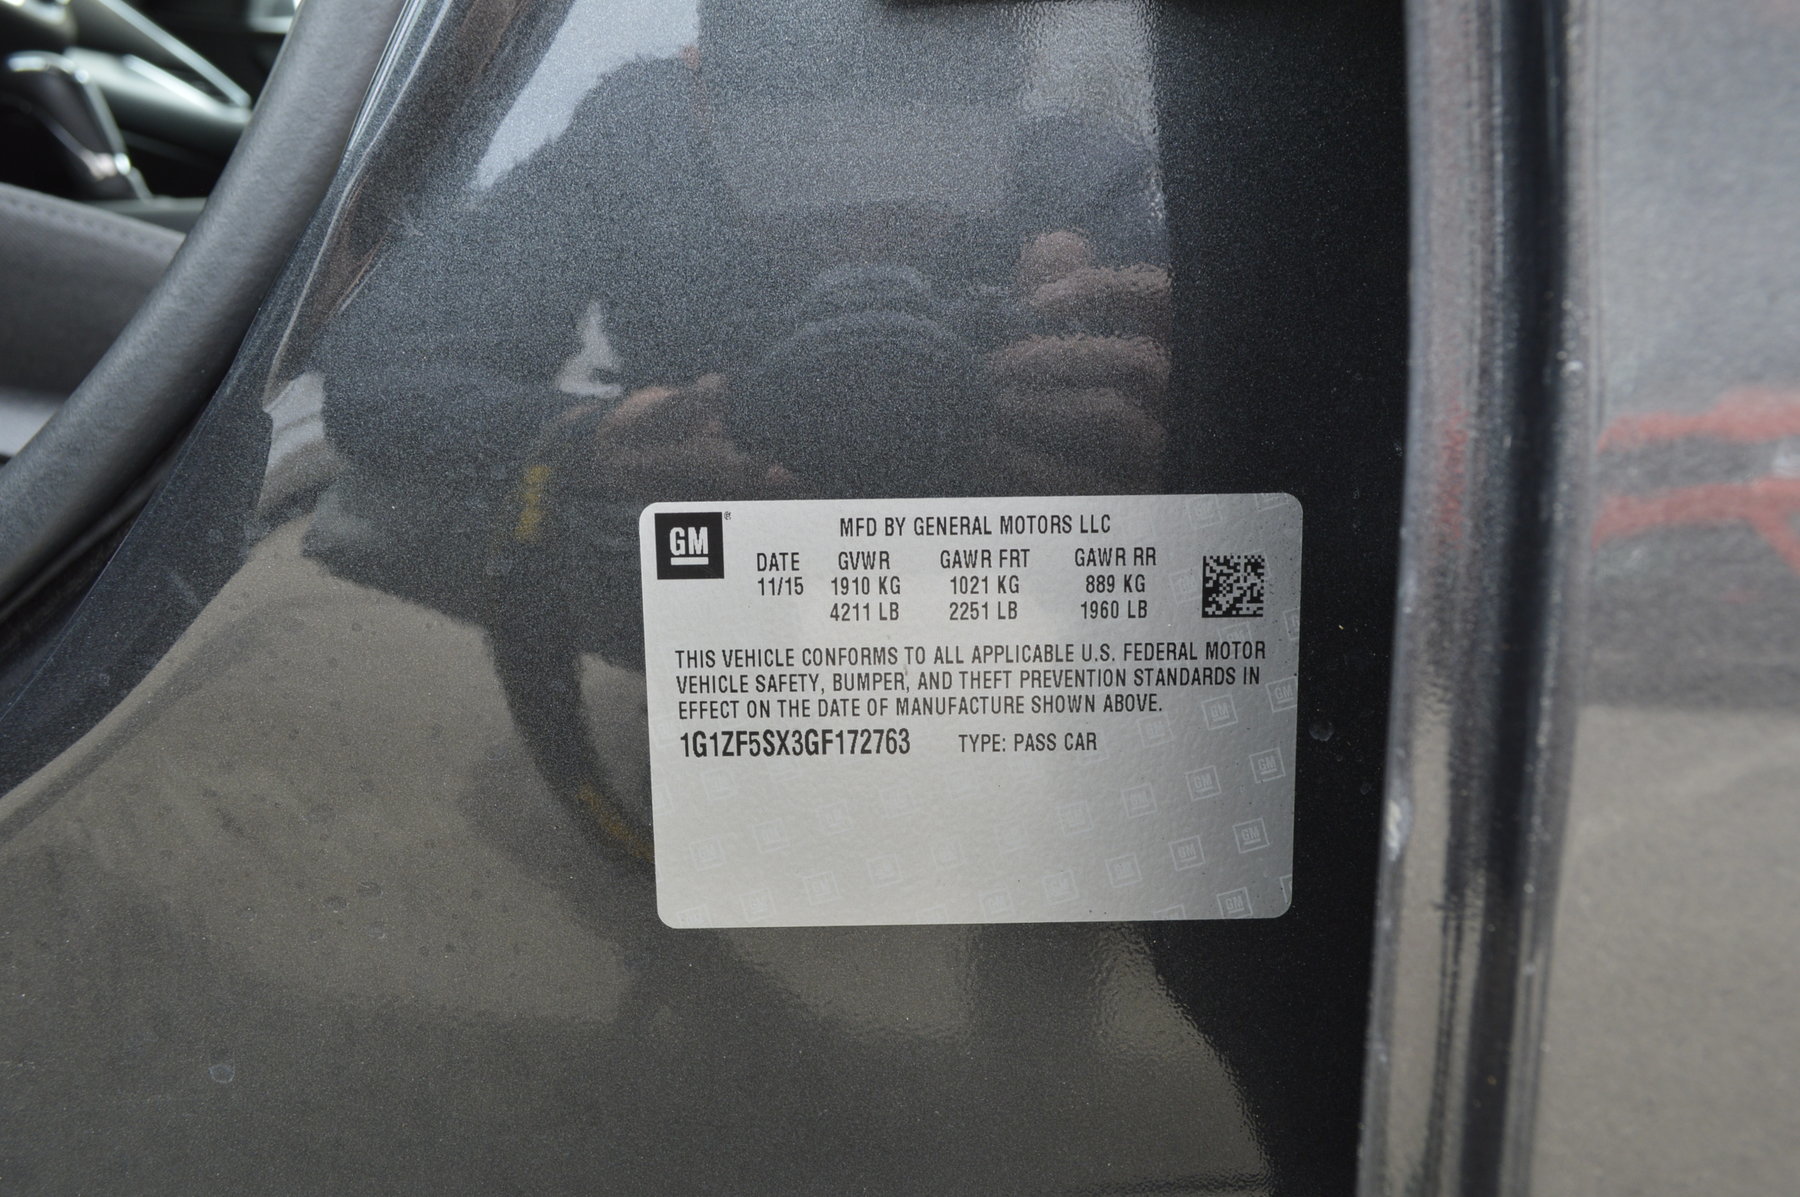 GM®
MFD BY GENERAL MOTORS LLC
DATE GVWR GAWR FRT GAWR RR
11/15 1910 KG 1021 KG 889 KG
4211 LB 2251 LB 1960 LB
THIS VEHICLE CONFORMS TO ALL APPLICABLE U.S. FEDERAL MOTOR
VEHICLE SAFETY, BUMPER, AND THEFT PREVENTION STANDARDS IN
EFFECT ON THE DATE OF MANUFACTURE SHOWN ABOVE.
1G1ZF5SX3GF172763 TYPE: PASS CAR